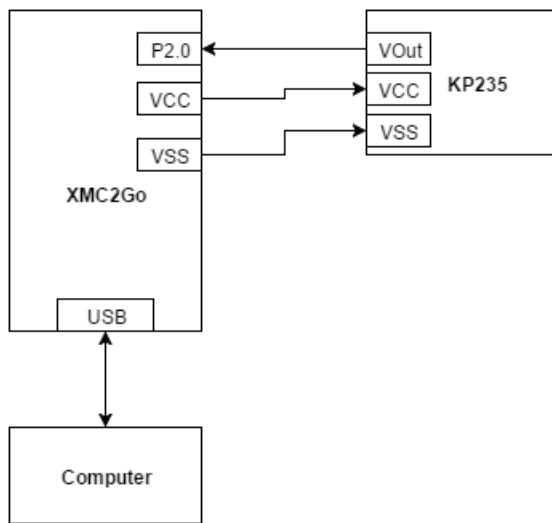 P2.0
VOut
VCC
VCC
KP235
VSS
VSS
XMC2Go
USB
Computer